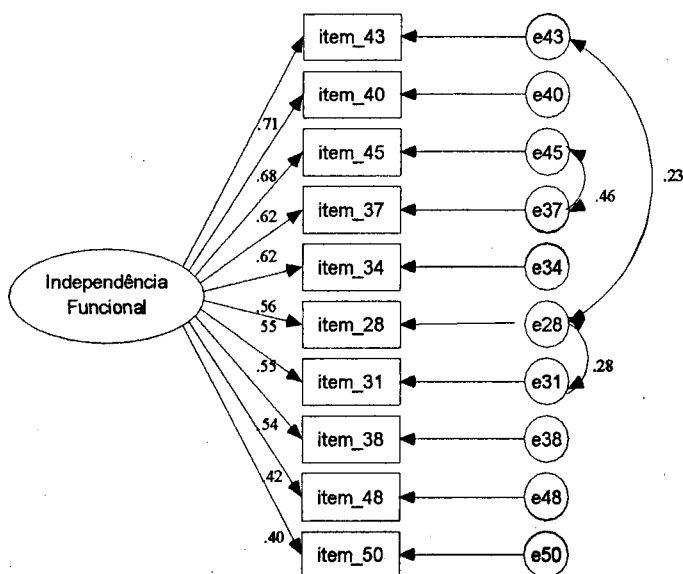 item_43
e43
item_40
e40
.71
item_45
e45
.68
.23
.46
item_37
e37
.62
item_34
e34
.62
Independência
Funcional
.56
item_28
e28
.55
.28
item_31
e31
.55
item_38
e38
.54
item_48
e48
.42
item_50
e50
.40